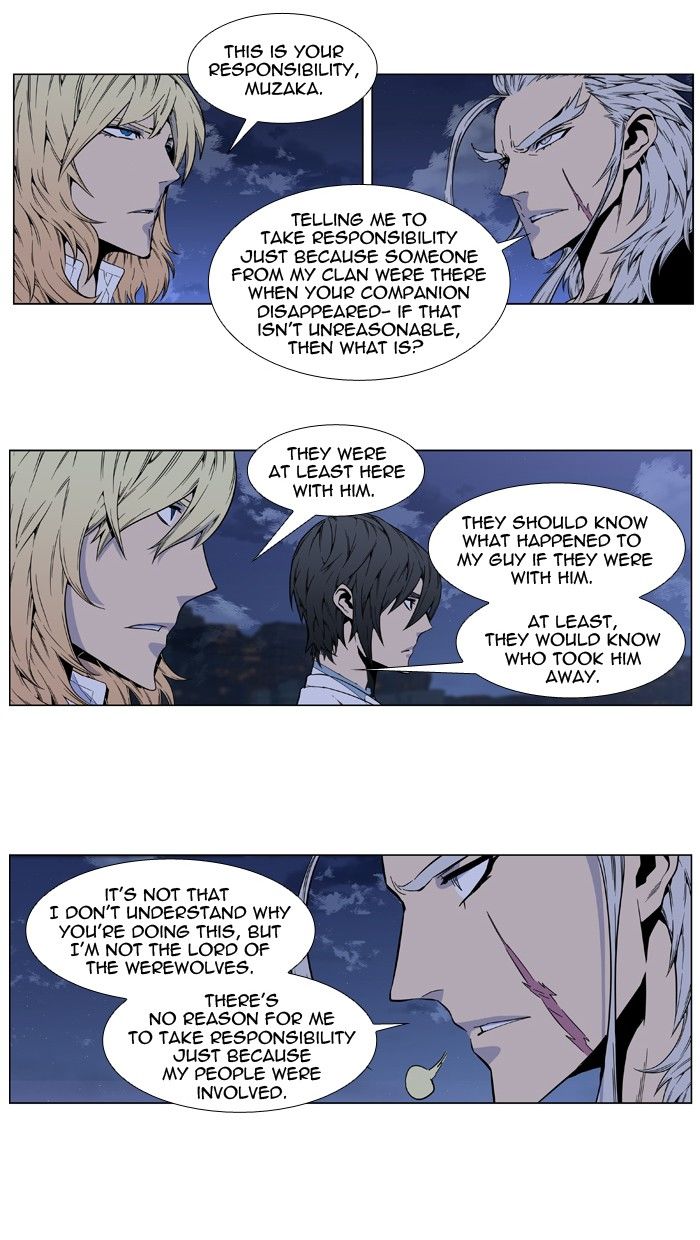 THIS IS YOUR
RESPONSIBILITY,
MUZAKA.
TELLING ME TO
TAKE RESPONSIBILITY
JUST BECAUSE SOMEONE
FROM MY CLAN WERE THERE
WHEN YOUR COMPANION
DISAPPEARED- IF THAT
ISN'T UNREASONABLE,
THEN WHAT IS?
THEY WERE
AT LEAST HERE
WITH HIM.
THEY SHOULD KNOW
WHAT HAPPENED TO
MY GUY IF THEY WERE
WITH HIM.
AT LEAST,
THEY WOULD KNOW
WHO TOOK HIM
AWAY.
IT'S NOT THAT
I DON'T UNDERSTAND WHY
YOU'RE DOING THIS, BUT
I'M NOT THE LORD OF
THE WEREWOLVES.
THERE'S
NO REASON FOR ME
TO TAKE RESPONSIBILITY
JUST BECAUSE
MY PEOPLE WERE
INVOLVED.